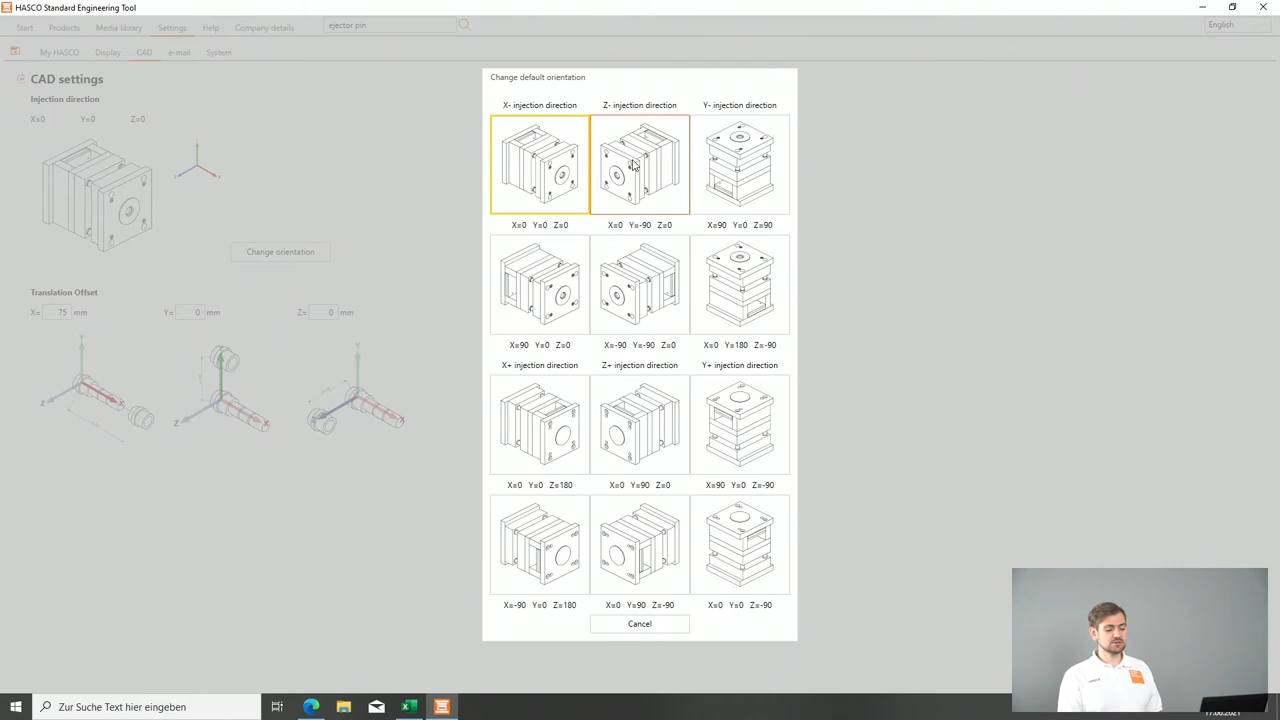 HASCO Standard Engineering Tool
Start Products Media library Settings Help Company details ejector pin English
My HASCO Display CAD e-mail System
CAD settings
Injection direction
X=0 Y=0 Z=0
Change orientation
Translation Offset
X= 75 mm Y= 0 mm Z= 0 mm
Change default orientation
X- injection direction Z- injection direction Y- injection direction
X=0 Y=0 Z=0 X=0 Y=-90 Z=0 X=90 Y=0 Z=90
X=90 Y=0 Z=0 X=-90 Y=-90 Z=0 X=0 Y=180 Z=-90
X+ injection direction Z+ injection direction Y+ injection direction
X=0 Y=0 Z=180 X=0 Y=90 Z=0 X=90 Y=0 Z=-90
X=-90 Y=0 Z=180 X=0 Y=90 Z=-90 X=0 Y=0 Z=-90
Cancel
Y
Z
X
Z
X
Y
X
HASCO
Zur Suche Text hier eingeben
17.06.2021